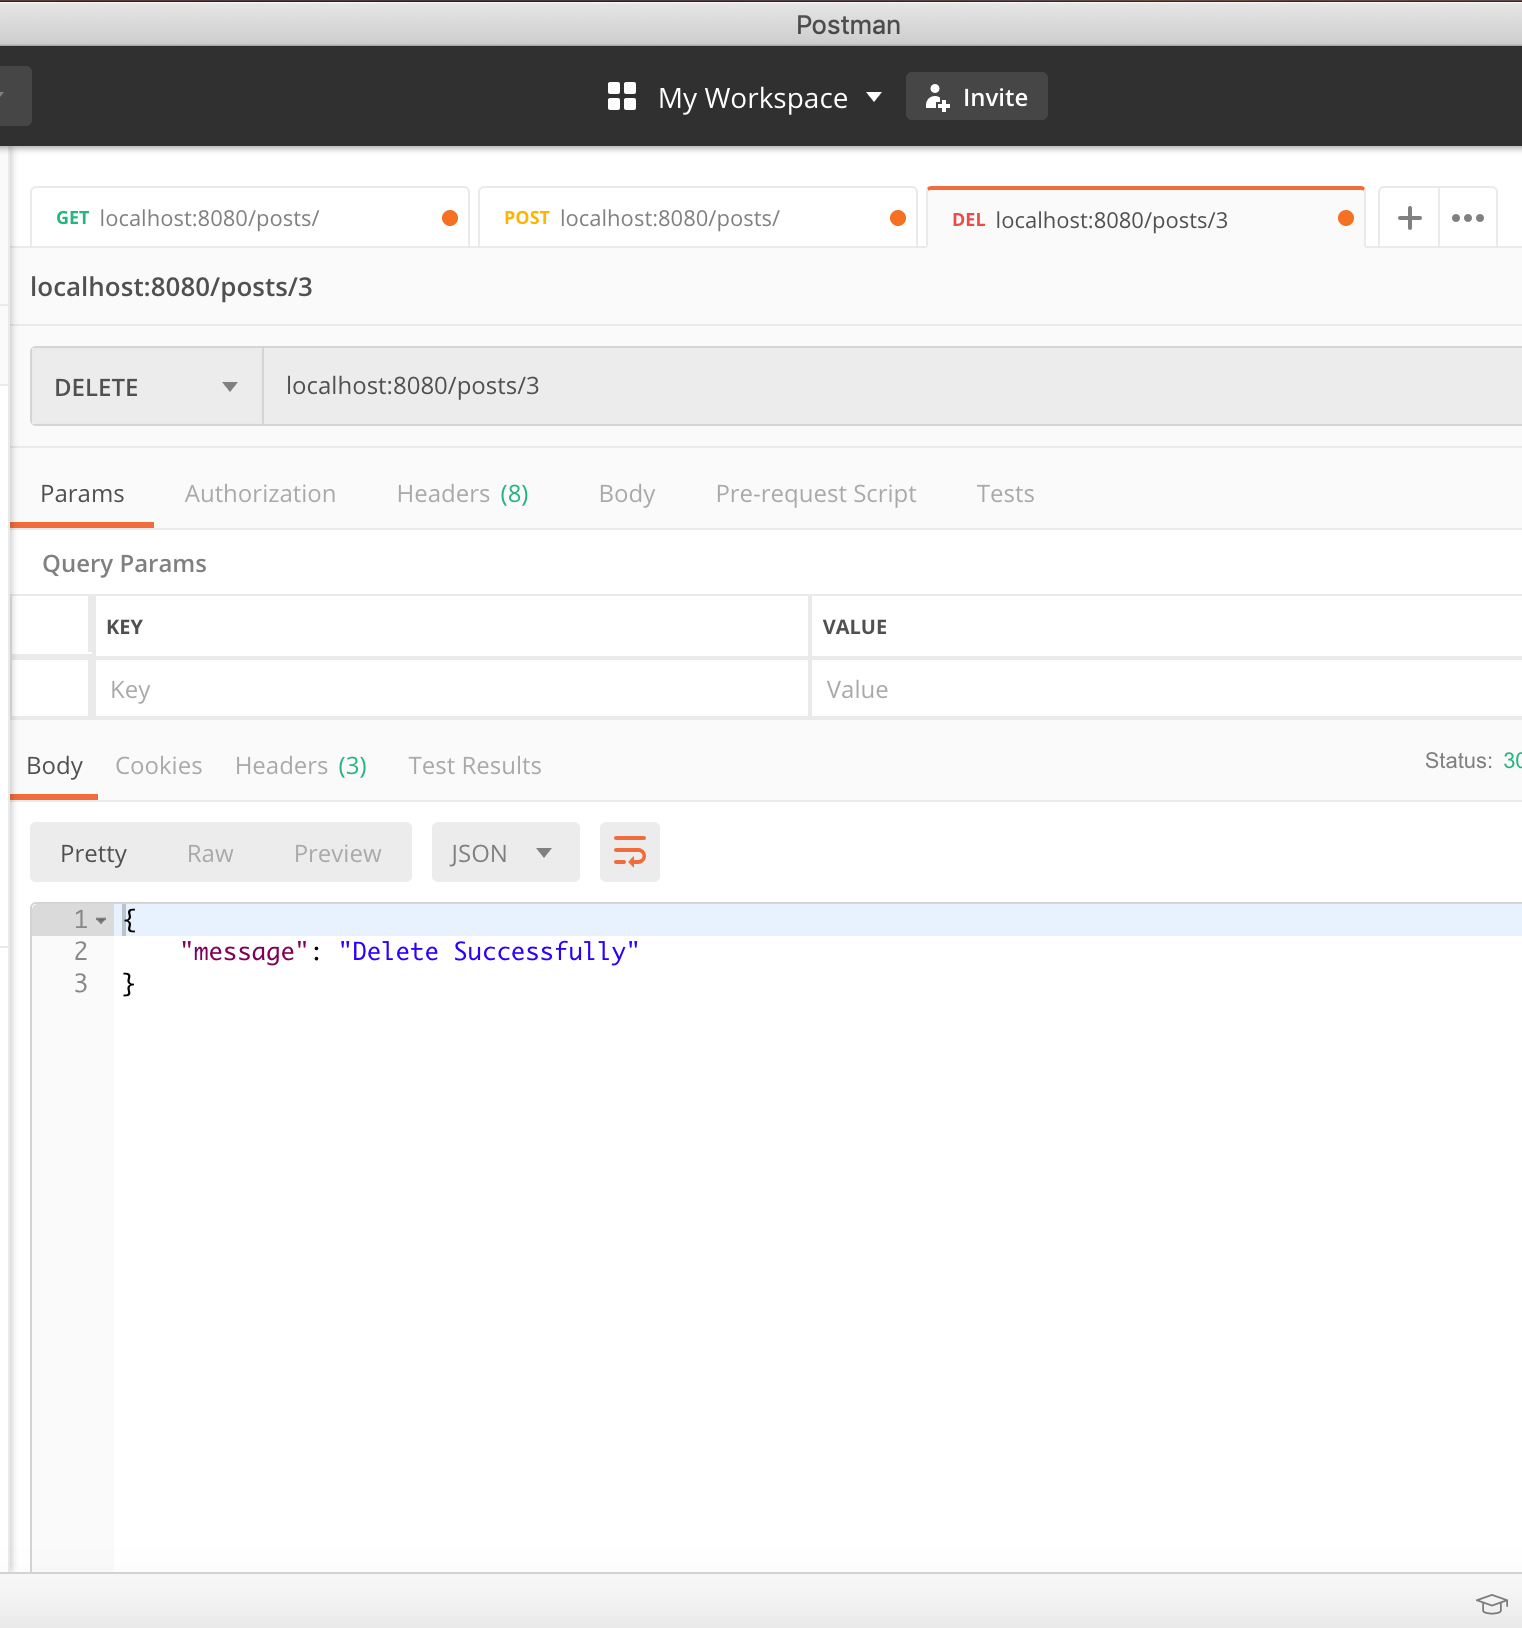 Postman
My Workspace
Invite
GET localhost:8080/posts/
POST localhost:8080/posts/
DEL localhost:8080/posts/3
localhost:8080/posts/3
DELETE localhost:8080/posts/3
Params Authorization Headers (8) Body Pre-request Script Tests
Query Params
KEY VALUE
Key Value
Body Cookies Headers (3) Test Results Status: 30
Pretty Raw Preview JSON
1 {
2 "message": "Delete Successfully"
3 }